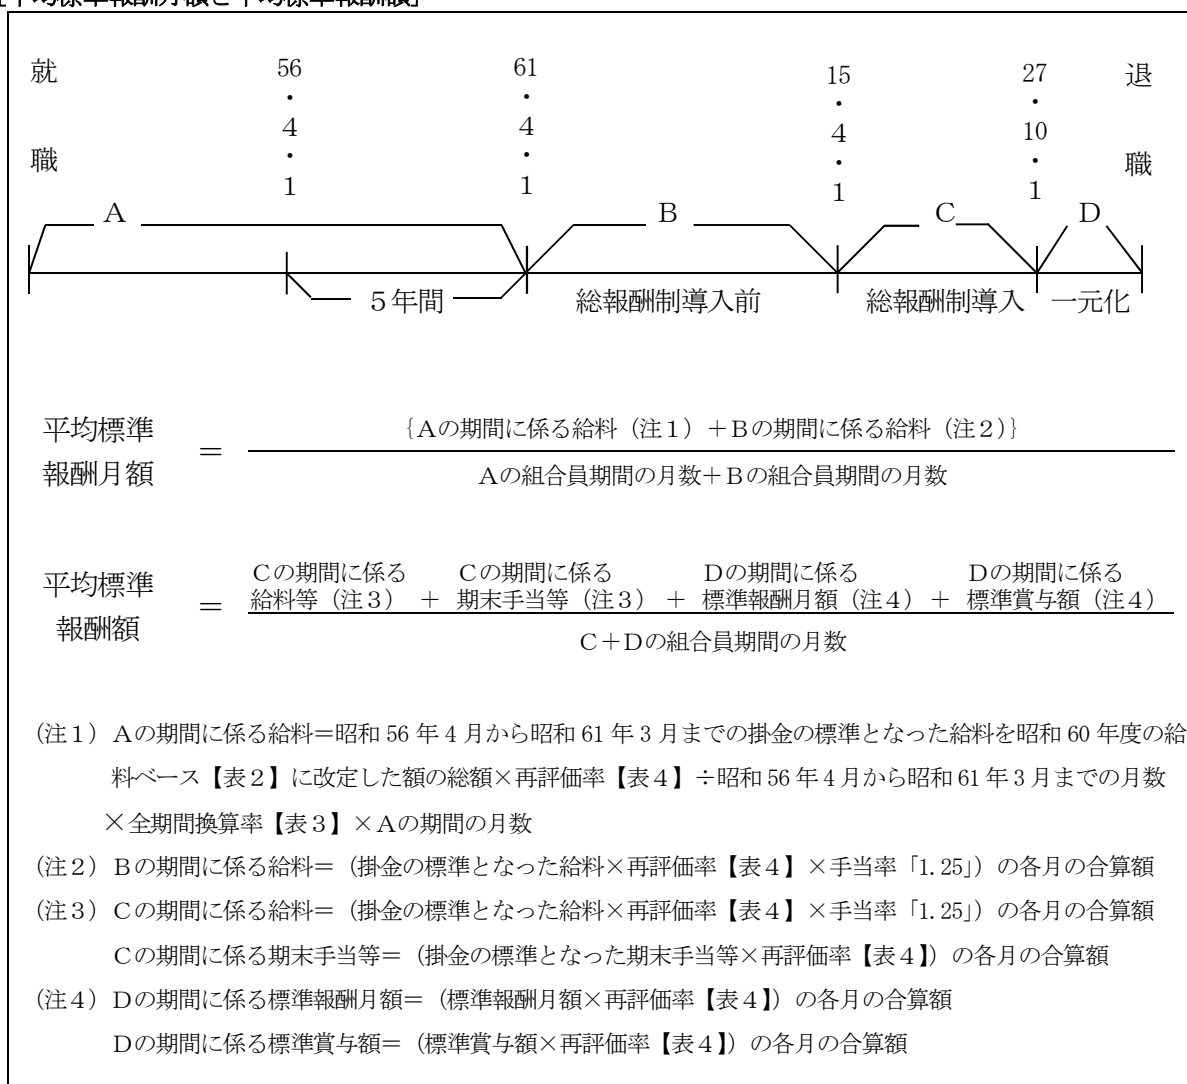 [平均標準報酬月額と平均標準報酬額]
就職
56・4・1
61・4・1
15・4・1
27・10・1
退職
A
B
C
D
5年間
総報酬制導入前
総報酬制導入
一元化
平均標準
報酬月額
=
{Aの期間に係る給料(注1)+Bの期間に係る給料(注2)}
Aの組合員期間の月数+Bの組合員期間の月数
平均標準
報酬額
=
Cの期間に係る Cの期間に係る Dの期間に係る Dの期間に係る
給料等(注3) + 期末手当等(注3) + 標準報酬月額(注4) + 標準賞与額(注4)
C+Dの組合員期間の月数
(注1)Aの期間に係る給料=昭和56年4月から昭和61年3月までの掛金の標準となった給料を昭和60年度の給
料ベース【表2】に改定した額の総額×再評価率【表4】÷昭和56年4月から昭和61年3月までの月数
×全期間換算率【表3】×Aの期間の月数
(注2)Bの期間に係る給料=(掛金の標準となった給料×再評価率【表4】×手当率「1.25」)の各月の合算額
(注3)Cの期間に係る給料=(掛金の標準となった給料×再評価率【表4】×手当率「1.25」)の各月の合算額
Cの期間に係る期末手当等=(掛金の標準となった期末手当等×再評価率【表4】)の各月の合算額
(注4)Dの期間に係る標準報酬月額=(標準報酬月額×再評価率【表4】)の各月の合算額
Dの期間に係る標準賞与額=(標準賞与額×再評価率【表4】)の各月の合算額